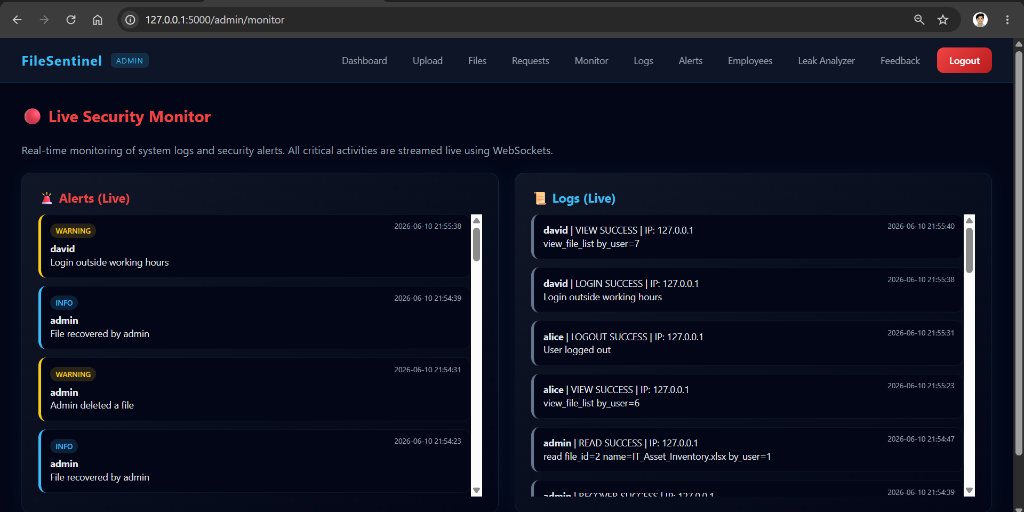 127.0.0.1:5000/admin/monitor
FileSentinel ADMIN Dashboard Upload Files Requests Monitor Logs Alerts Employees Leak Analyzer Feedback Logout
Live Security Monitor
Real-time monitoring of system logs and security alerts. All critical activities are streamed live using WebSockets.
Alerts (Live)
WARNING 2026-06-10 21:55:38
david
Login outside working hours
INFO 2026-06-10 21:54:39
admin
File recovered by admin
WARNING 2026-06-10 21:54:31
admin
Admin deleted a file
INFO 2026-06-10 21:54:23
admin
File recovered by admin
Logs (Live)
david | VIEW SUCCESS | IP: 127.0.0.1 2026-06-10 21:55:40
view_file_list by_user=7
david | LOGIN SUCCESS | IP: 127.0.0.1 2026-06-10 21:55:38
Login outside working hours
alice | LOGOUT SUCCESS | IP: 127.0.0.1 2026-06-10 21:55:31
User logged out
alice | VIEW SUCCESS | IP: 127.0.0.1 2026-06-10 21:55:23
view_file_list by_user=6
admin | READ SUCCESS | IP: 127.0.0.1 2026-06-10 21:54:47
read file_id=2 name=IT_Asset_Inventory.xlsx by_user=1
admin | RECOVER SUCCESS | IP: 127.0.0.1 2026-06-10 21:54:39